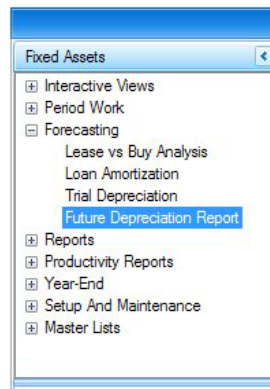 Fixed Assets
Interactive Views
Period Work
Forecasting
Lease vs Buy Analysis
Loan Amortization
Trial Depreciation
Future Depreciation Report
Reports
Productivity Reports
Year-End
Setup And Maintenance
Master Lists